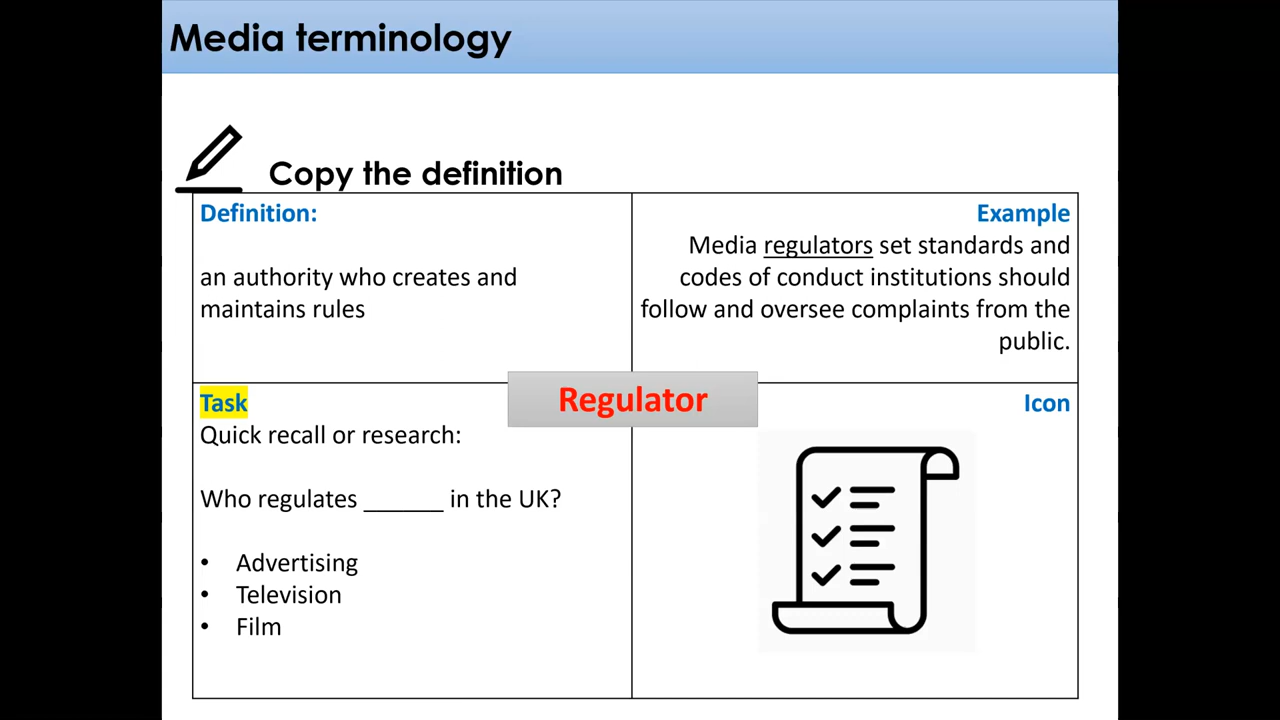 Media terminology
Copy the definition
Definition:
an authority who creates and
maintains rules
Example
Media regulators set standards and
codes of conduct institutions should
follow and oversee complaints from the
public.
Regulator
Task
Quick recall or research:
Who regulates ______ in the UK?
• Advertising
• Television
• Film
Icon